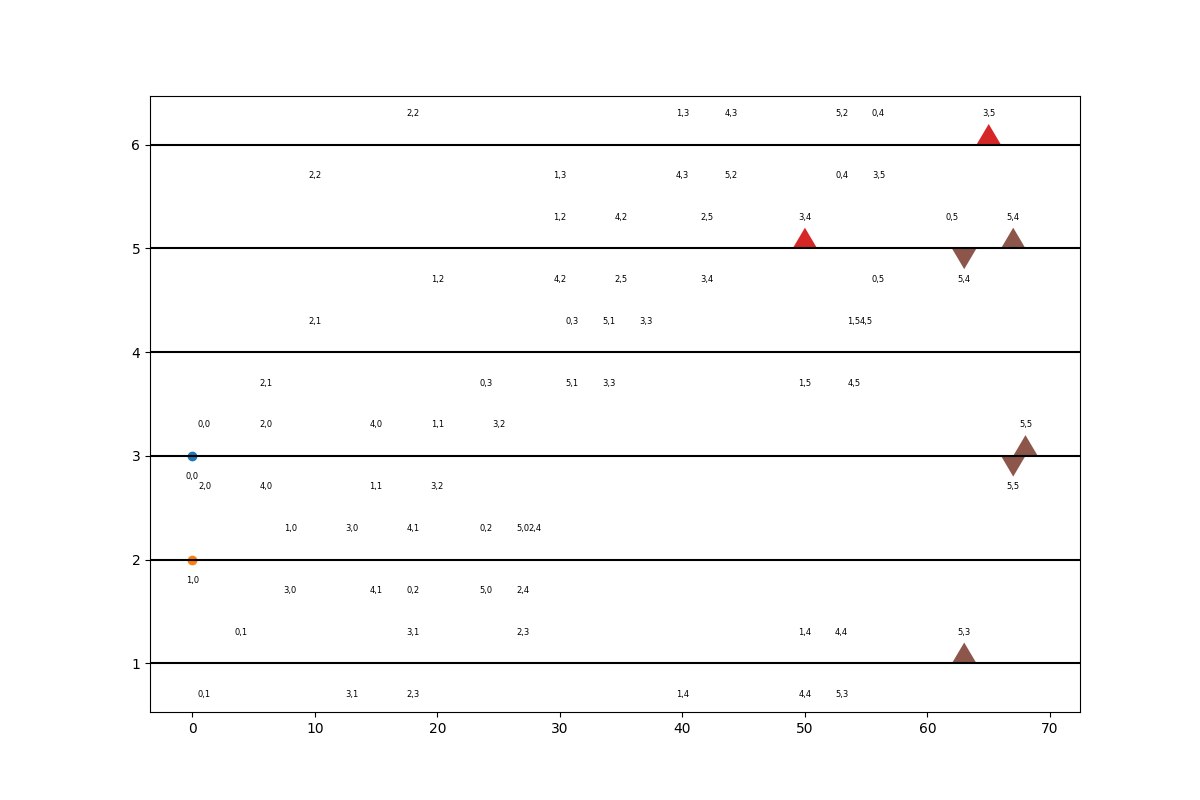 2,2 1,3 4,3 5,2 0,4 3,5
6
2,2 1,3 4,3 5,2 0,4 3,5
1,2 4,2 2,5 3,4 0,5 5,4
5
1,2 4,2 2,5 3,4 0,5 5,4
2,1 0,3 5,1 3,3 1,5 4,5
4
2,1 0,3 5,1 3,3 1,5 4,5
0,0 2,0 4,0 1,1 3,2 5,5
3
0,0
2,0 4,0 1,1 3,2 5,5
1,0 3,0 4,1 0,2 5,0 2,4
2
1,0
3,0 4,1 0,2 5,0 2,4
0,1 3,1 2,3 1,4 4,4 5,3
1
0,1 3,1 2,3 1,4 4,4 5,3
0 10 20 30 40 50 60 70